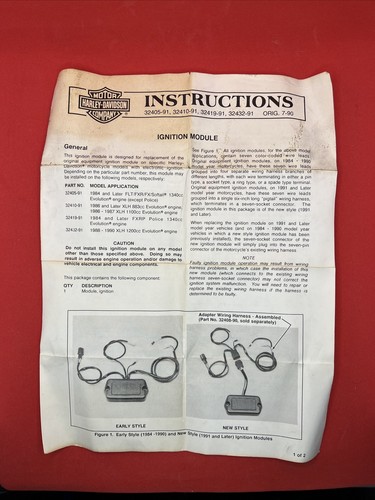 MOTOR
HARLEY-DAVIDSON
COMPANY
INSTRUCTIONS
32405-91, 32410-91, 32419-91, 32432-91 ORIG. 7-90
IGNITION MODULE
General
This ignition module is designed for replacement of the
original equipment ignition module on specific Harley-
Davidson motorcycle models with electronic ignition.
Depending on the particular part number, this module may
be installed on the following models, respectively.
PART NO. MODEL APPLICATION
32405-91 1984 and Later FLT/FXR/FXSoftail 1340cc
Evolution engine (except Police)
32410-91 1986 and Later XLH 883cc Evolution engine
1986 - 1987 XLH 1100cc Evolution engine
32419-91 1984 and Later FXRP Police 1340cc
Evolution engine
32432-91 1988 - 1990 XLH 1200cc Evolution engine
CAUTION
Do not install this ignition module on any model
other than those specified above. Doing so may
result in adverse engine operation and/or damage to
vehicle electrical and engine components.
This package contains the following component:
QTY DESCRIPTION
1 Module, ignition
See Figure 1. All ignition modules, for the above model
applications, contain seven color-coded wire leads.
Original equipment ignition modules, on 1984 - 1990
model year motorcycles, have these seven wire leads
grouped into four separate wiring harness branches of
different lengths, with each wire terminating in either a pin
type, a socket type, a ring type, or a spade type terminal.
Original equipment ignition modules, on 1991 and Later
model year motorcycles, have these seven wire leads
grouped into a single six-inch long "pigtail" wiring harness,
which terminates in a seven-socket connector. The
ignition module in this package is of the new style (1991
and Later).
When replacing the ignition module on 1991 and Later
model year vehicles (and on 1984 - 1990 model year
vehicles in which a new style ignition module has been
previously installed), the seven-socket connector of the
new ignition module will simply plug into the seven-pin
connector of the motorcycle's existing wiring harness.
NOTE
Faulty ignition module operation may result from wiring
harness problems, in which case the installation of this
new module (which connects to the wiring
harness seven-socket connector) may not correct the
ignition system malfunction. You will need to repair or
replace the existing wiring harness if the harness is
determined to be faulty.
Adapter Wiring Harness - Assembled
(Part No. 32408-90, sold separately)
EARLY STYLE
NEW STYLE
Figure 1. Early Style (1984 -1990) and New Style (1991 and Later) Ignition Modules
1 of 2